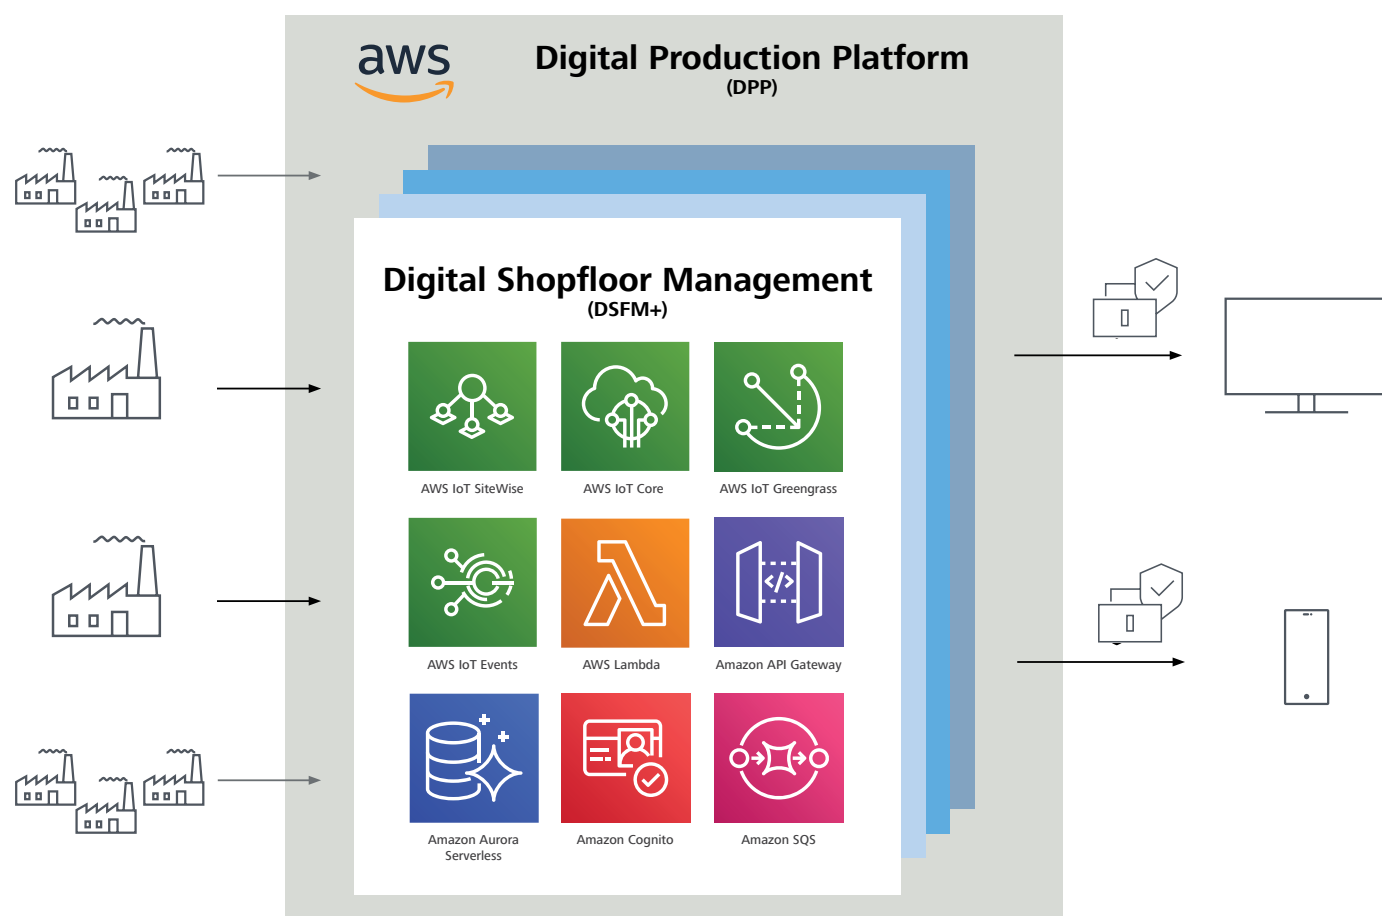 aws
Digital Production Platform
(DPP)
Digital Shopfloor Management
(DSFM+)
AWS IoT SiteWise
AWS IoT Core
AWS IoT Greengrass
AWS IoT Events
AWS Lambda
Amazon API Gateway
</>
Amazon Aurora
Serverless
Amazon Cognito
Amazon SQS